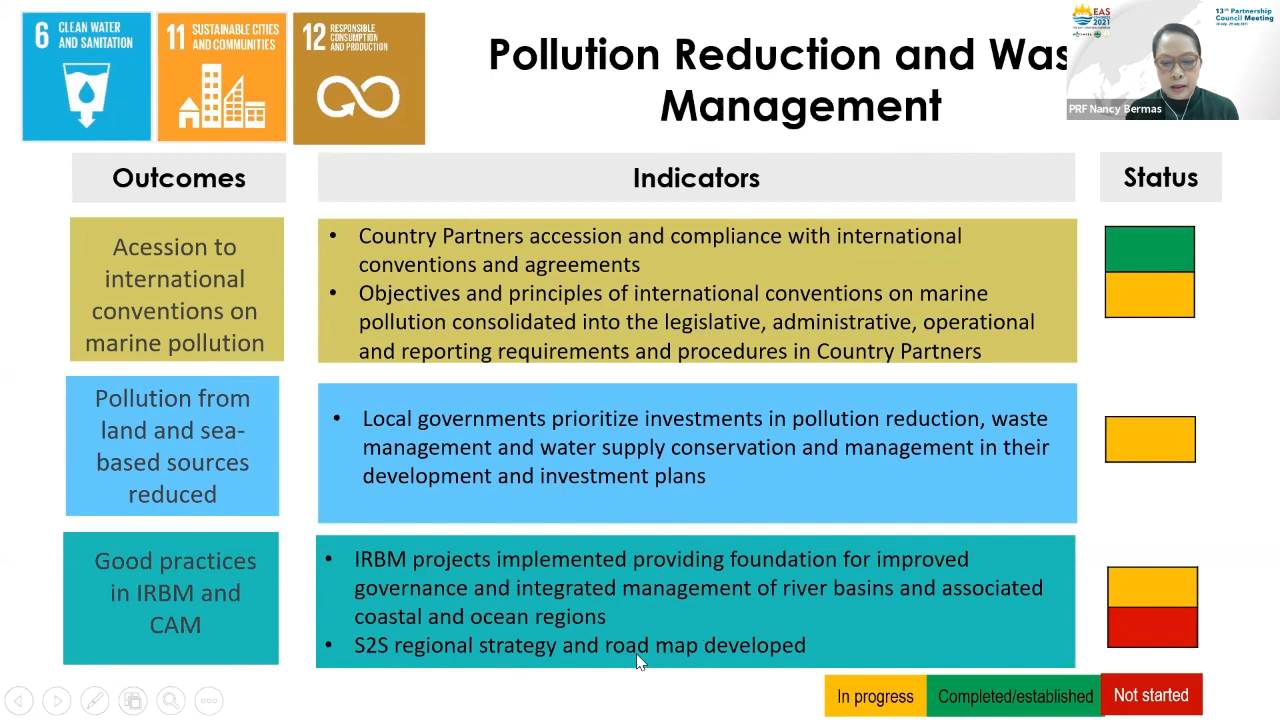 6 CLEAN WATER
AND SANITATION
11 SUSTAINABLE CITIES
AND COMMUNITIES
12 RESPONSIBLE
CONSUMPTION
AND PRODUCTION
Pollution Reduction and Was
Management
EAS
CONGRESS
2021
13th Partnership
Council Meeting
PRF Nancy Bermas
Outcomes
Indicators
Status
Acession to
international
conventions on
marine pollution
• Country Partners accession and compliance with international
conventions and agreements
• Objectives and principles of international conventions on marine
pollution consolidated into the legislative, administrative, operational
and reporting requirements and procedures in Country Partners
Pollution from
land and sea-
based sources
reduced
• Local governments prioritize investments in pollution reduction, waste
management and water supply conservation and management in their
development and investment plans
Good practices
in IRBM and
CAM
• IRBM projects implemented providing foundation for improved
governance and integrated management of river basins and associated
coastal and ocean regions
• S2S regional strategy and road map developed
In progress
Completed/established
Not started